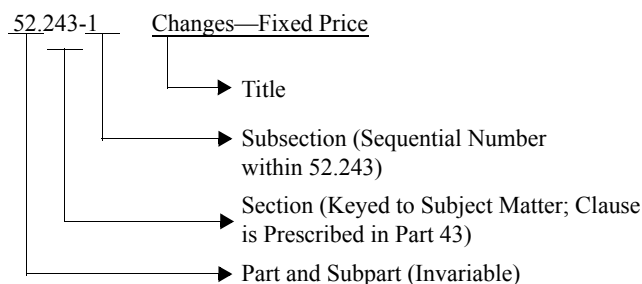 52.243-1 Changes—Fixed Price
Title
Subsection (Sequential Number
within 52.243)
Section (Keyed to Subject Matter; Clause
is Prescribed in Part 43)
Part and Subpart (Invariable)